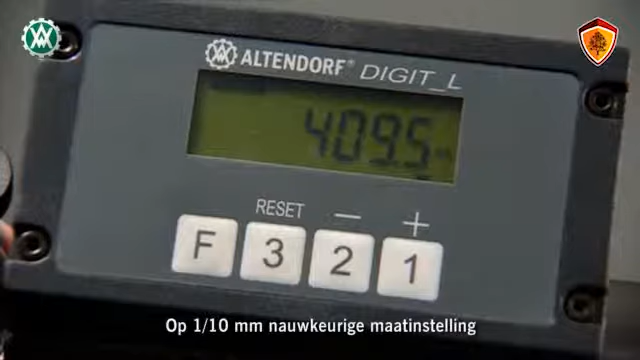 ALTENDORF® DIGIT_L
409.5
RESET − +
F 3 2 1
Op 1/10 mm nauwkeurige maatinstelling